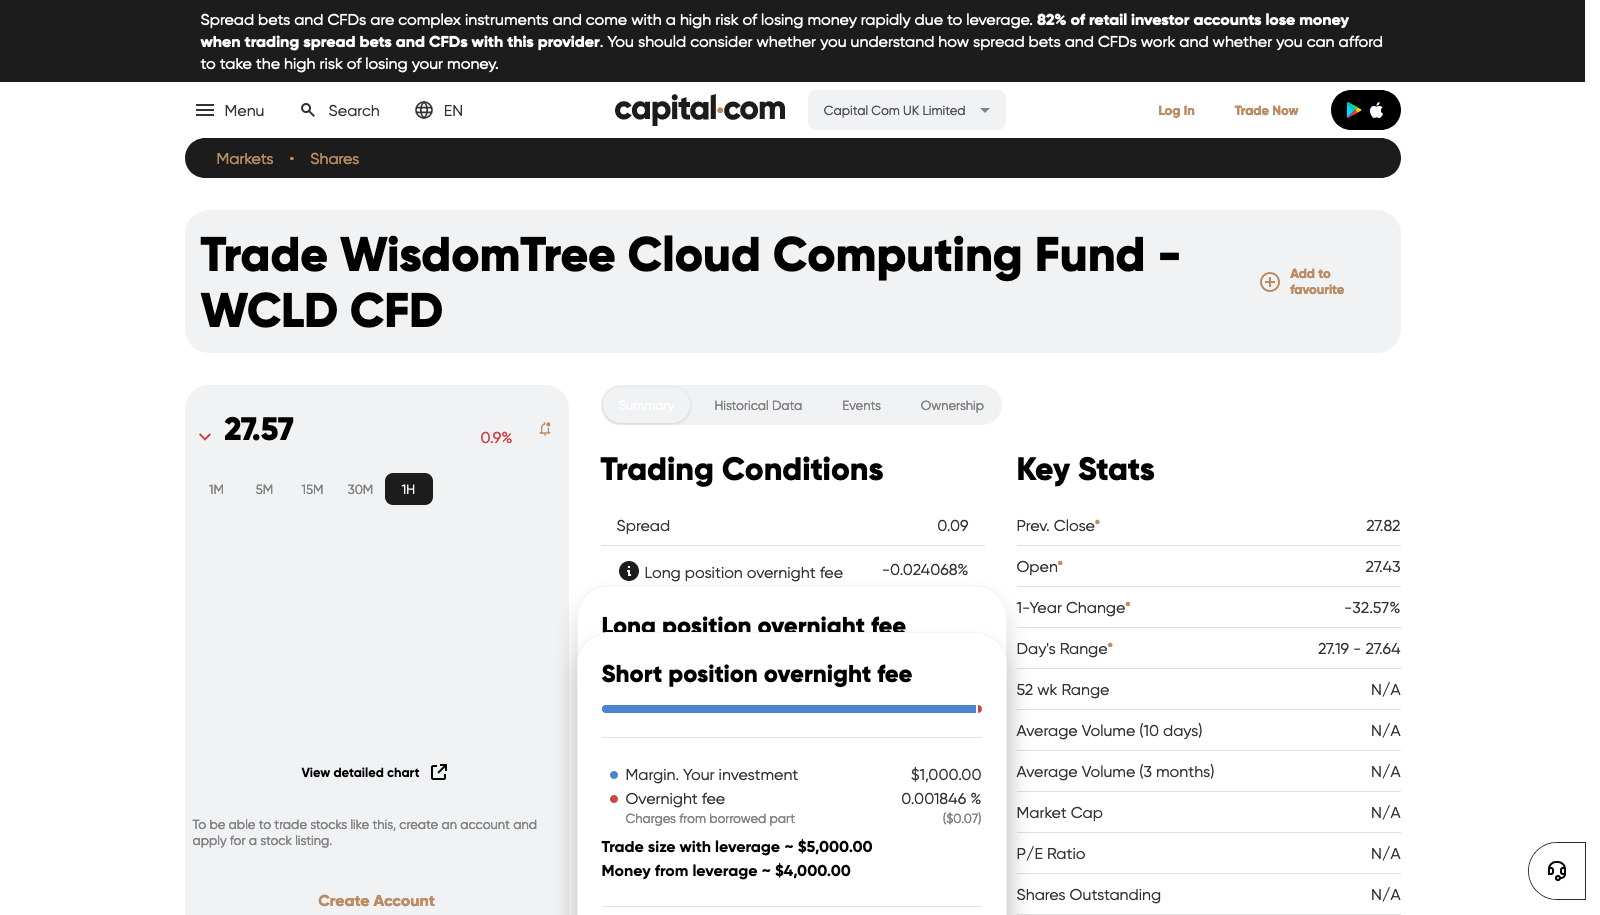 Spread bets and CFDs are complex instruments and come with a high risk of losing money rapidly due to leverage. 82% of retail investor accounts lose money
when trading spread bets and CFDs with this provider. You should consider whether you understand how spread bets and CFDs work and whether you can afford
to take the high risk of losing your money.
Menu
Search
EN
capital.com
Capital Com UK Limited
Log In
Trade Now
Markets
Shares
Trade WisdomTree Cloud Computing Fund -
WCLD CFD
Add to
favourite
27.57
0.9%
1M 5M 15M 30M 1H
View detailed chart
To be able to trade stocks like this, create an account and
apply for a stock listing.
Create Account
Summary Historical Data Events Ownership
Trading Conditions
Spread 0.09
Long position overnight fee -0.024068%
Long position overnight fee
Short position overnight fee
Margin. Your investment $1,000.00
Overnight fee 0.001846 %
Charges from borrowed part ($0.07)
Trade size with leverage ~ $5,000.00
Money from leverage ~ $4,000.00
Key Stats
Prev. Close* 27.82
Open* 27.43
1-Year Change* -32.57%
Day's Range* 27.19 - 27.64
52 wk Range N/A
Average Volume (10 days) N/A
Average Volume (3 months) N/A
Market Cap N/A
P/E Ratio N/A
Shares Outstanding N/A